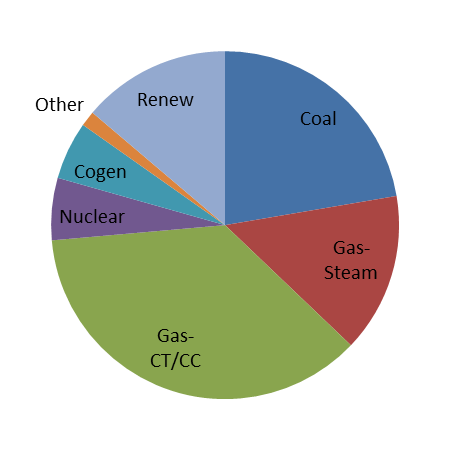 Renew
Other
Coal
Cogen
Nuclear
Gas-
Steam
Gas-
CT/CC